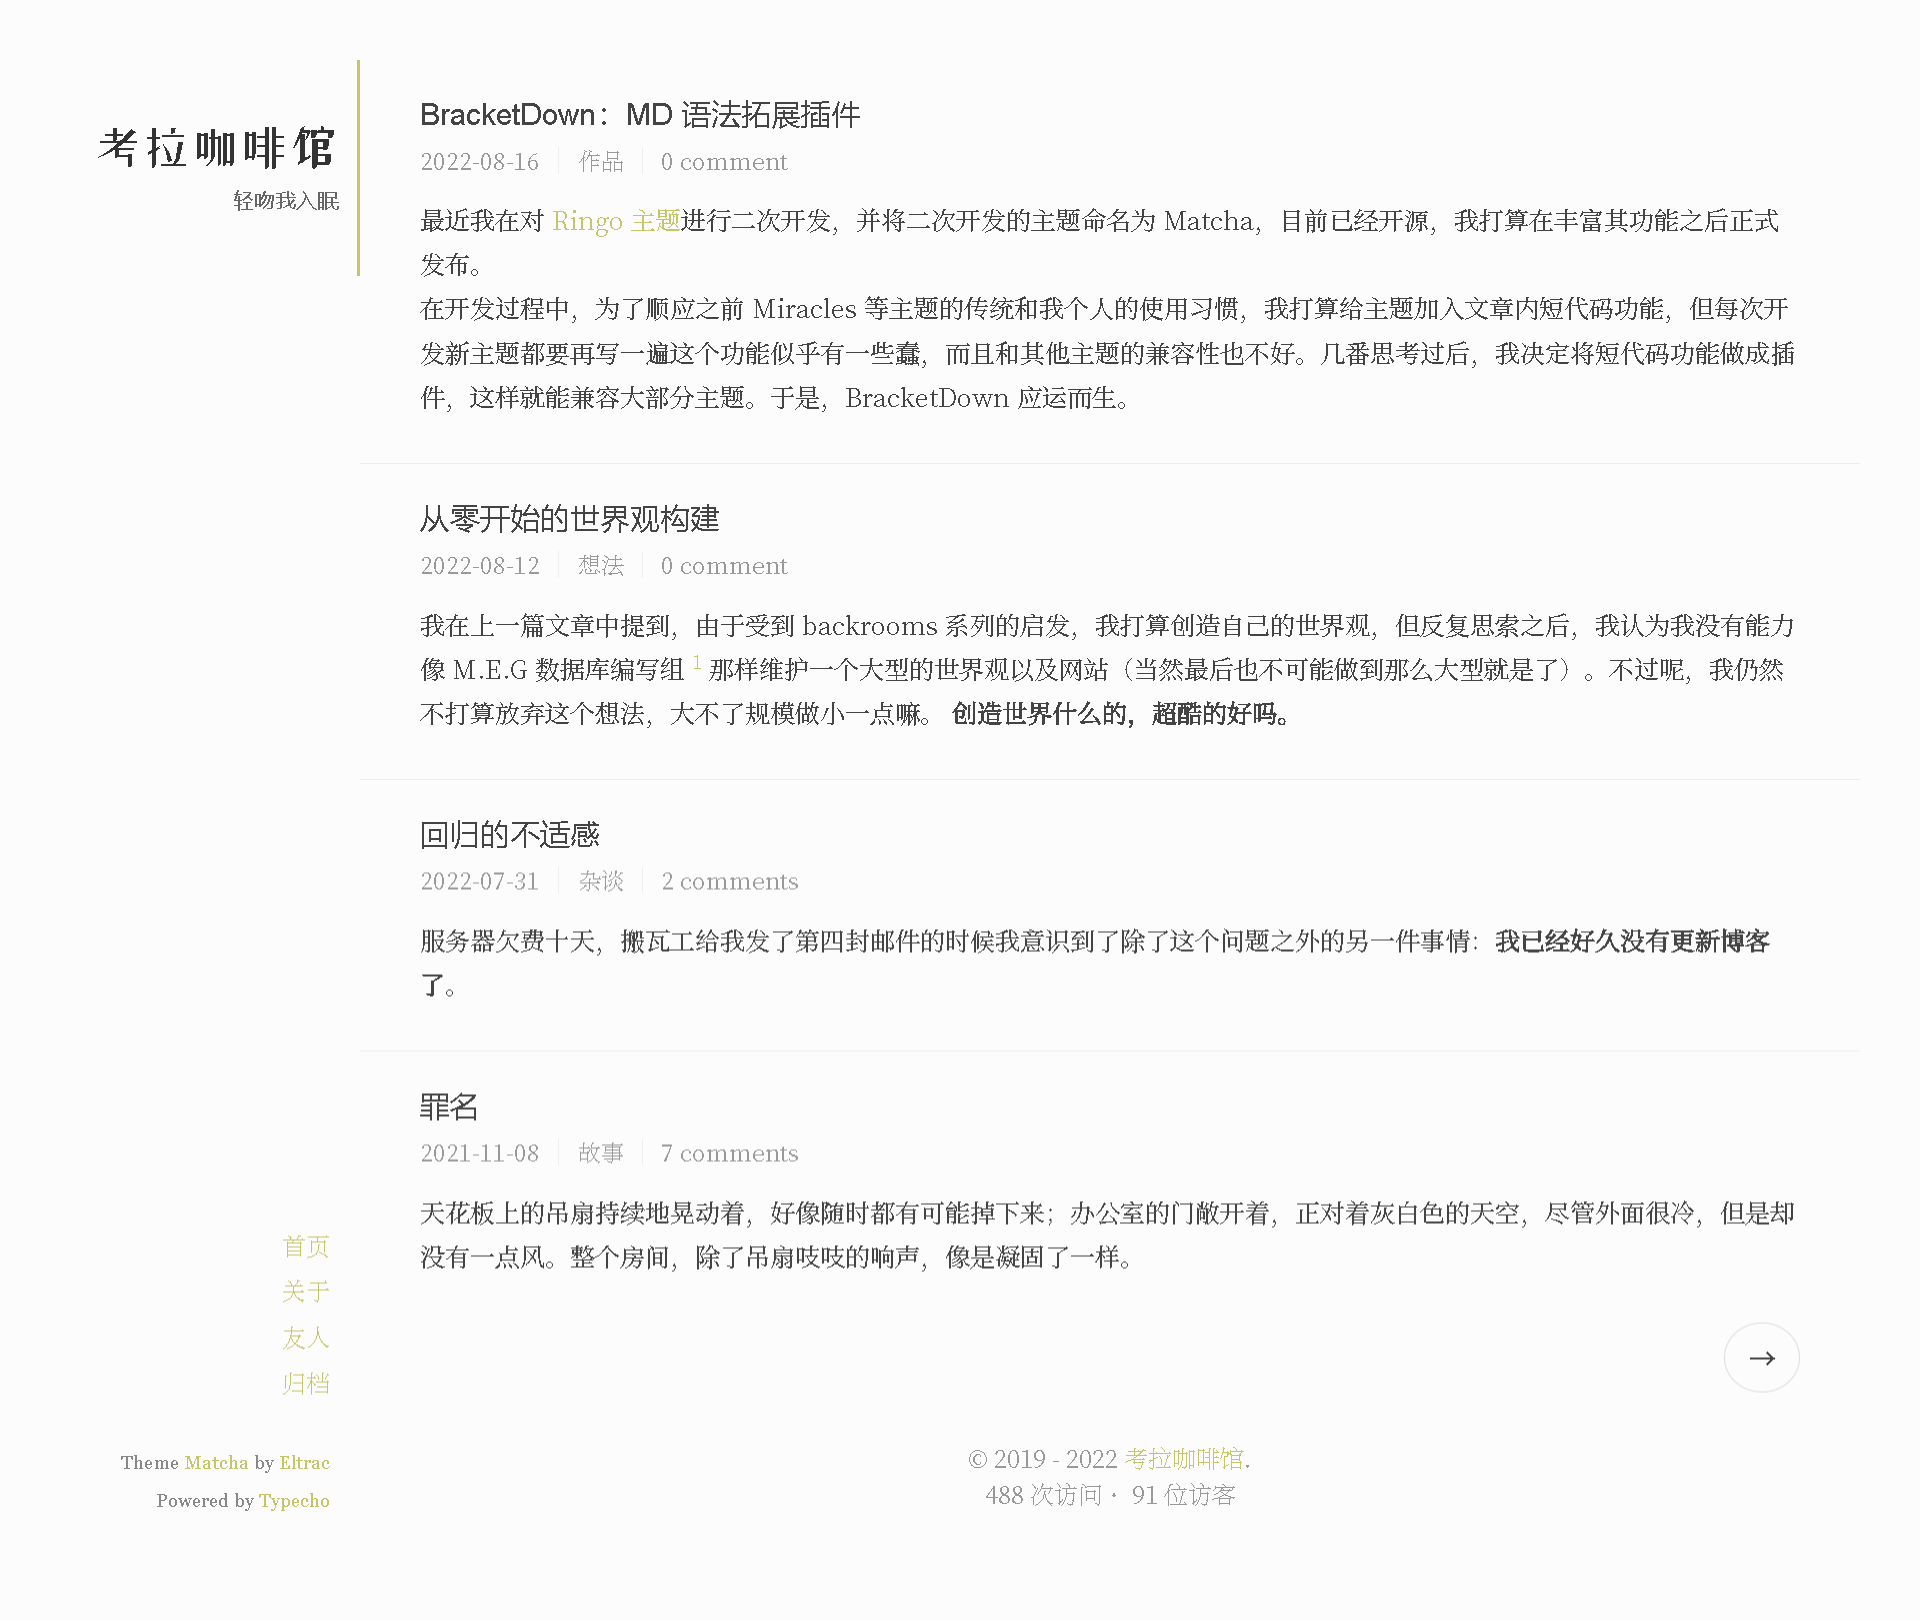 考拉咖啡馆
轻吻我入眠
BracketDown：MD 语法拓展插件
2022-08-16 作品 0 comment
最近我在对 Ringo 主题进行二次开发，并将二次开发的主题命名为 Matcha，目前已经开源，我打算在丰富其功能之后正式
发布。
在开发过程中，为了顺应之前 Miracles 等主题的传统和我个人的使用习惯，我打算给主题加入文章内短代码功能，但每次开
发新主题都要再写一遍这个功能似乎有一些蠢，而且和其他主题的兼容性也不好。几番思考过后，我决定将短代码功能做成插
件，这样就能兼容大部分主题。于是，BracketDown 应运而生。
从零开始的世界观构建
2022-08-12 想法 0 comment
我在上一篇文章中提到，由于受到 backrooms 系列的启发，我打算创造自己的世界观，但反复思索之后，我认为我没有能力
像 M.E.G 数据库编写组 1 那样维护一个大型的世界观以及网站（当然最后也不可能做到那么大型就是了）。不过呢，我仍然
不打算放弃这个想法，大不了规模做小一点嘛。 创造世界什么的，超酷的好吗。
回归的不适感
2022-07-31 杂谈 2 comments
服务器欠费十天，搬瓦工给我发了第四封邮件的时候我意识到了除了这个问题之外的另一件事情：我已经好久没有更新博客
了。
罪名
2021-11-08 故事 7 comments
天花板上的吊扇持续地晃动着，好像随时都有可能掉下来；办公室的门敞开着，正对着灰白色的天空，尽管外面很冷，但是却
没有一点风。整个房间，除了吊扇吱吱的响声，像是凝固了一样。
→
首页
关于
友人
归档
Theme Matcha by Eltrac
Powered by Typecho
© 2019 - 2022 考拉咖啡馆.
488 次访问 · 91 位访客